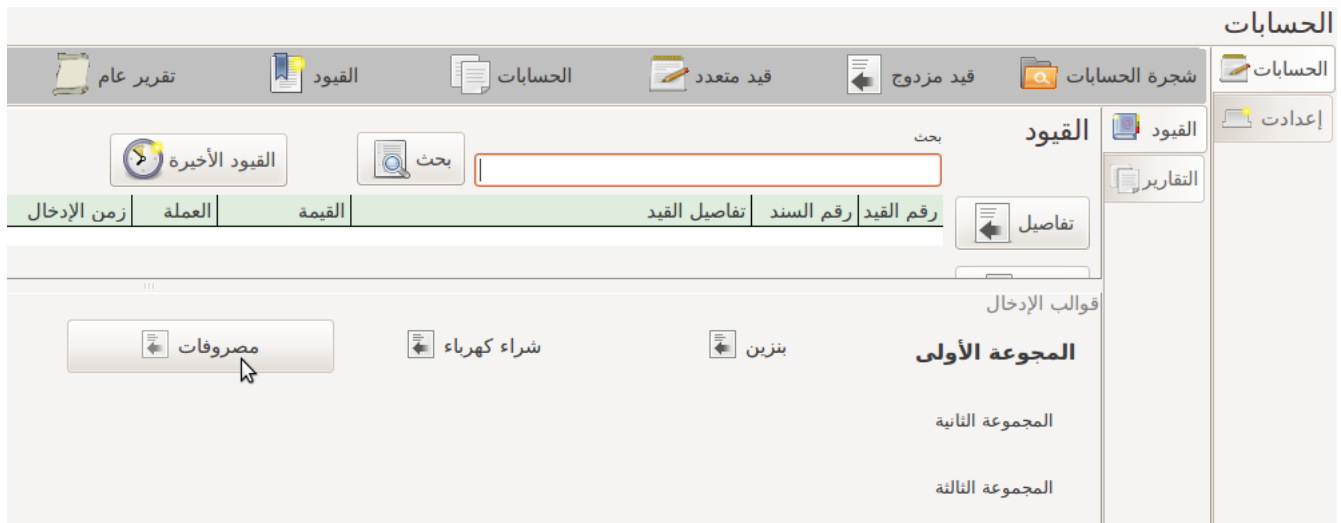 الحسابات
الحسابات
إعدادت
شجرة الحسابات
قيد مزدوج
قيد متعدد
الحسابات
القيود
تقرير عام
القيود
التقارير
القيود
بحث
بحث
القيود الأخيرة
تفاصيل
رقم القيد رقم السند تفاصيل القيد القيمة العملة زمن الإدخال
قوالب الإدخال
المجوعة الأولى
بنزين
شراء كهرباء
مصروفات
المجموعة الثانية
المجموعة الثالثة